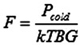 F = P_cold / kTBG